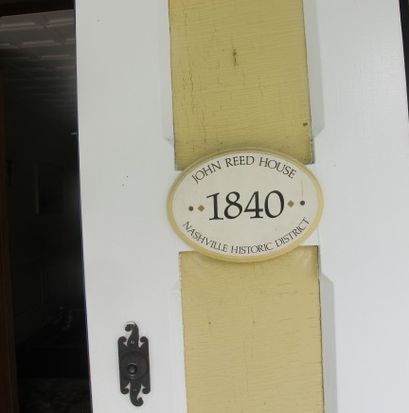 JOHN REED HOUSE
1840
NASHVILLE HISTORIC DISTRICT